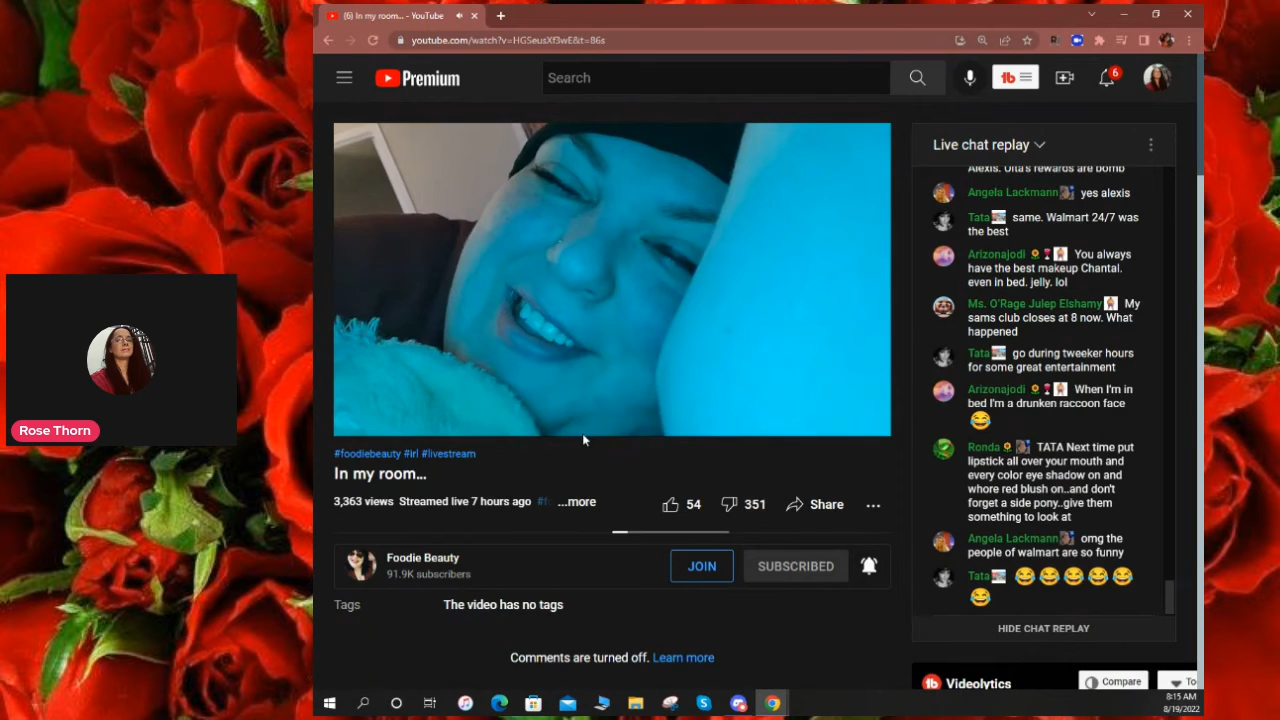 (6) In my room... - YouTube
youtube.com/watch?v=HGSeusXf3wE&t=86s
Premium
Search
6
Live chat replay
Alexis. Ulta's rewards are bomb
Angela Lackmann yes alexis
Tata same. Walmart 24/7 was
the best
Arizonajodi You always
have the best makeup Chantal.
even in bed. jelly. lol
Ms. O'Rage Julep Elshamy My
sams club closes at 8 now. What
happened
Tata go during tweeker hours
for some great entertainment
Arizonajodi When I'm in
bed I'm a drunken raccoon face
😂
Ronda TATA Next time put
lipstick all over your mouth and
every color eye shadow on and
whore red blush on..and don't
forget a side pony..give them
something to look at
Angela Lackmann omg the
people of walmart are so funny
Tata 😂😂😂😂😂
😂
HIDE CHAT REPLAY
Rose Thorn
#foodiebeauty #irl #livestream
In my room...
3,363 views Streamed live 7 hours ago ...more
54 351 Share
Foodie Beauty
91.9K subscribers
JOIN SUBSCRIBED
Tags The video has no tags
Comments are turned off. Learn more
Videolytics Compare To
8:15 AM
8/19/2022